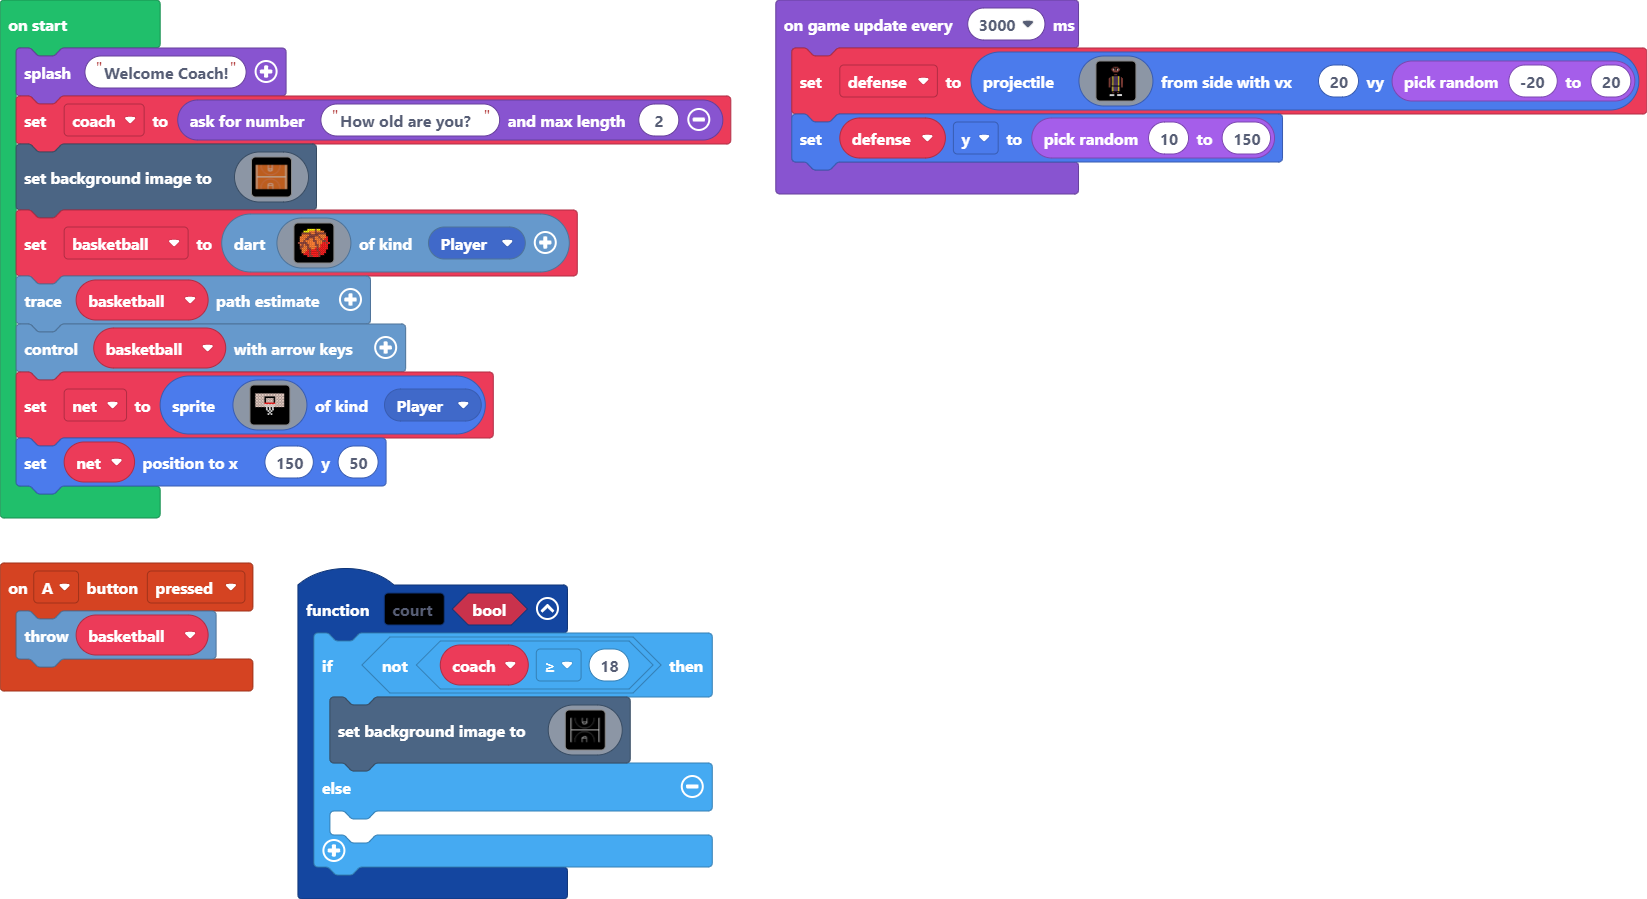 on start
splash "Welcome Coach!"
set coach to ask for number "How old are you? " and max length 2
set background image to
set basketball to dart of kind Player
trace basketball path estimate
control basketball with arrow keys
set net to sprite of kind Player
set net position to x 150 y 50
on game update every 3000 ms
set defense to projectile from side with vx 20 vy pick random -20 to 20
set defense y to pick random 10 to 150
on A button pressed
throw basketball
function court bool
if not coach ≥ 18 then
set background image to
else